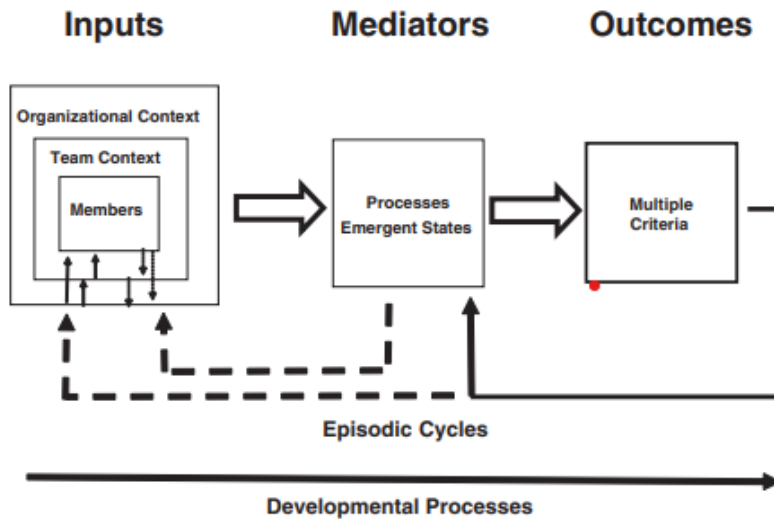 Inputs
Mediators
Outcomes
Organizational Context
Team Context
Members
Processes
Emergent States
Multiple
Criteria
Episodic Cycles
Developmental Processes